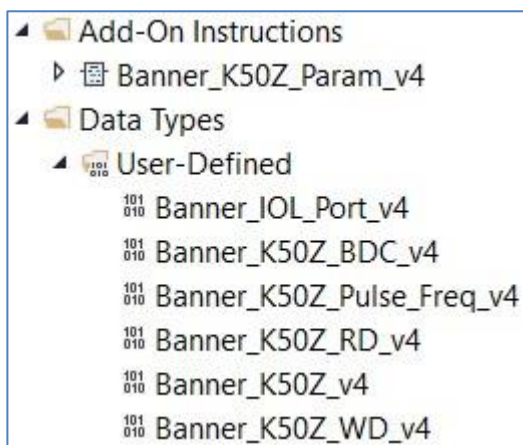 Add-On Instructions
Banner_K50Z_Param_v4
Data Types
User-Defined
Banner_IOL_Port_v4
Banner_K50Z_BDC_v4
Banner_K50Z_Pulse_Freq_v4
Banner_K50Z_RD_v4
Banner_K50Z_v4
Banner_K50Z_WD_v4